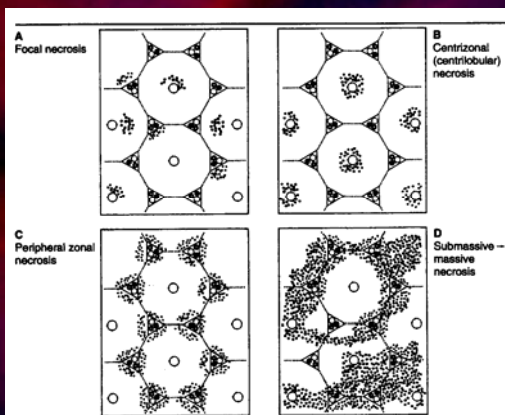 A
Focal necrosis
B
Centrizonal
(centrilobular)
necrosis
C
Peripheral zonal
necrosis
D
Submassive –
massive
necrosis